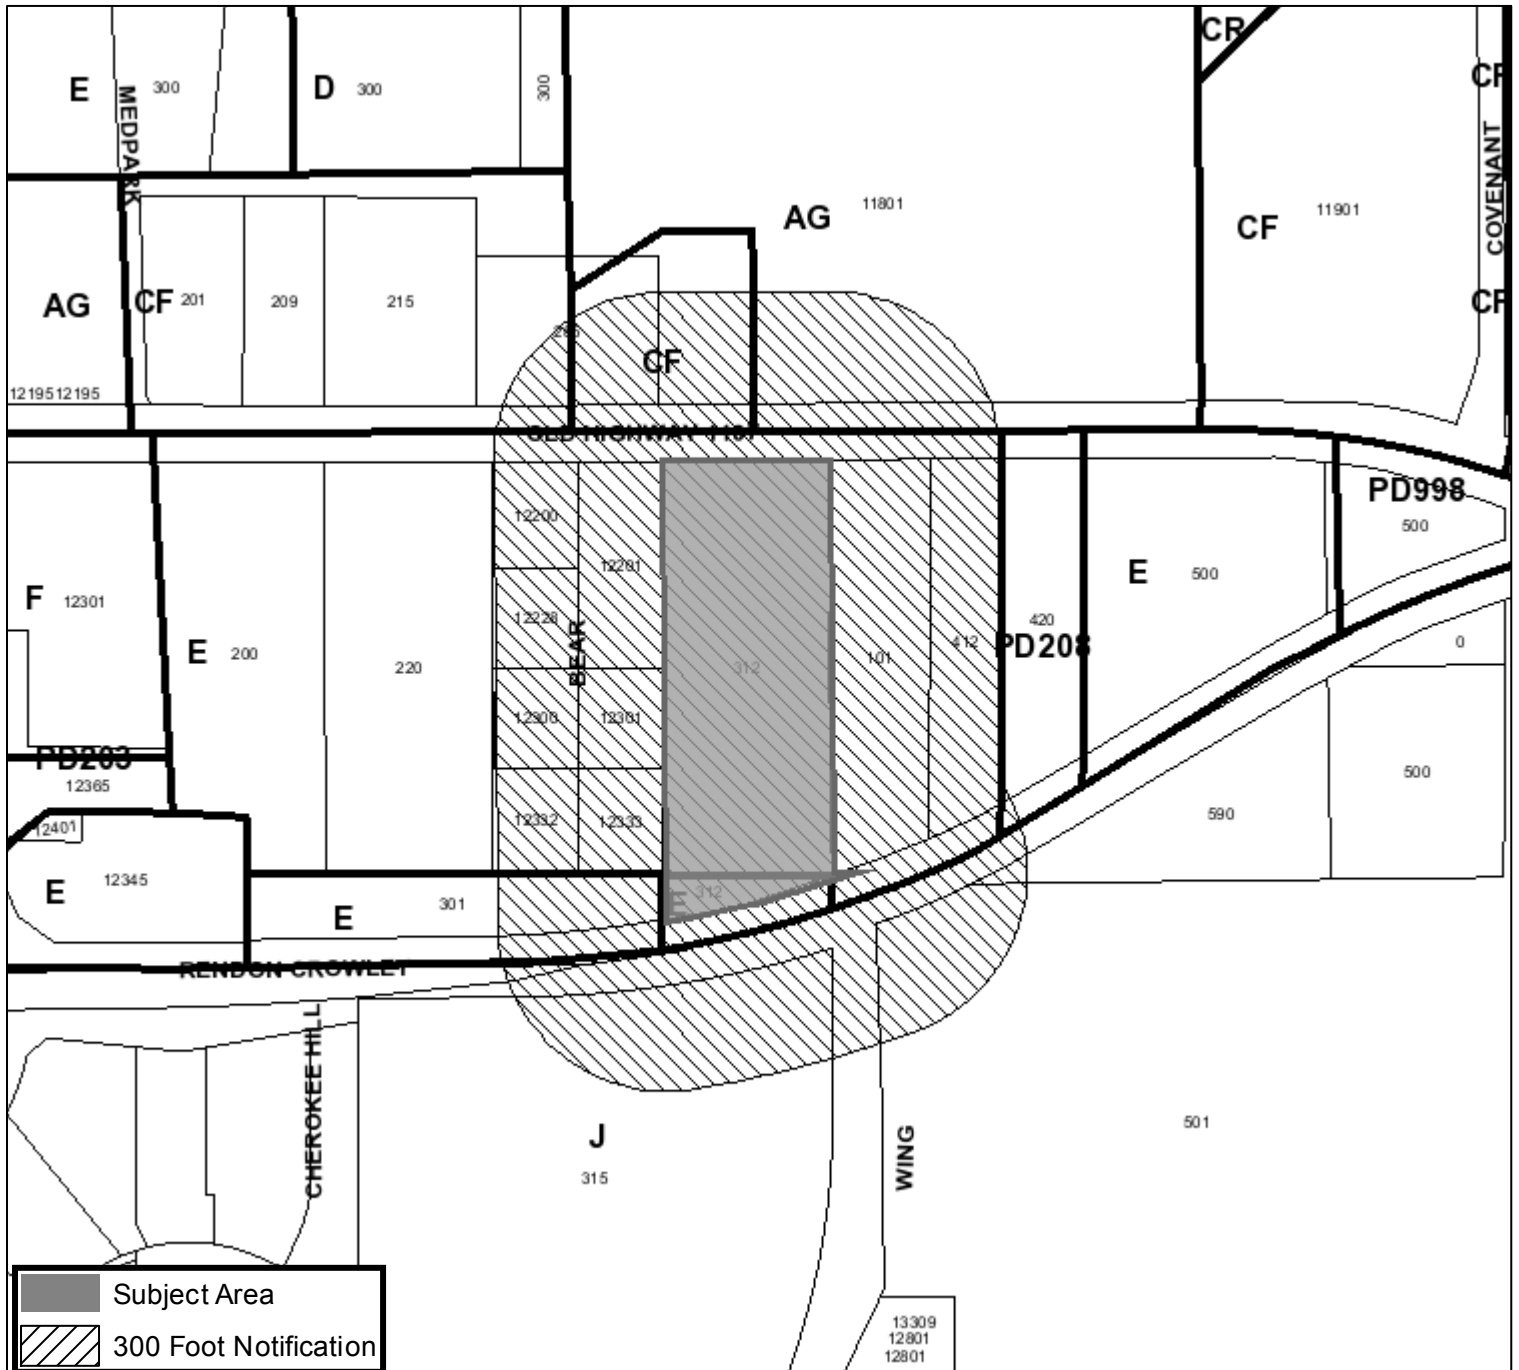 CR
E 300
D 300
300
CF
MEDPARK
COVENANT
11801
AG
11901
CF
AG
CF 201
209
215
CF
CF
1219512195
PD998
500
12200
12201
F 12301
E 500
12228
420
E 200
220
BEAR
312
101
412
PD208
0
12300
12301
PD203
12365
500
12401
12332
12333
590
E 12345
E 301
E 312
RENDON CROWLEY
CHEROKEE HILL
J
315
WING
501
13309
12801
12801
Subject Area
300 Foot Notification